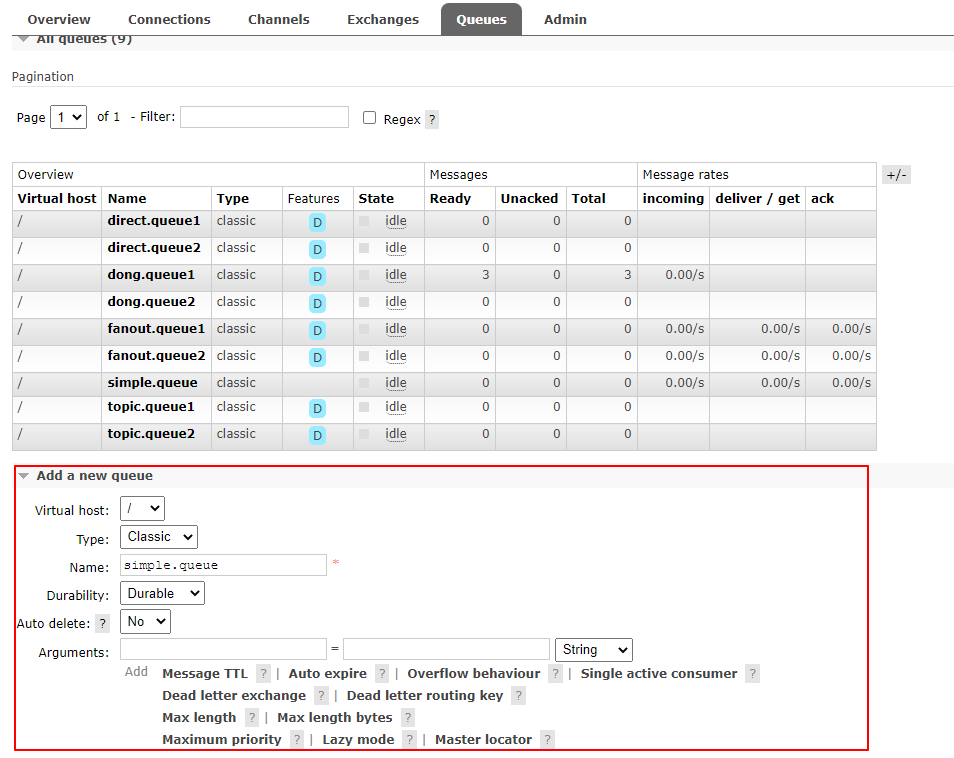 Overview Connections Channels Exchanges Queues Admin
All queues (9)
Pagination
Page 1 of 1 - Filter: Regex ?
Overview Messages Message rates +/-
Virtual host Name Type Features State Ready Unacked Total incoming deliver / get ack
/ direct.queue1 classic D idle 0 0 0
/ direct.queue2 classic D idle 0 0 0
/ dong.queue1 classic D idle 3 0 3 0.00/s
/ dong.queue2 classic D idle 0 0 0
/ fanout.queue1 classic D idle 0 0 0 0.00/s 0.00/s 0.00/s
/ fanout.queue2 classic D idle 0 0 0 0.00/s 0.00/s 0.00/s
/ simple.queue classic idle 0 0 0 0.00/s 0.00/s 0.00/s
/ topic.queue1 classic D idle 0 0 0
/ topic.queue2 classic D idle 0 0 0
Add a new queue
Virtual host: /
Type: Classic
Name: simple.queue *
Durability: Durable
Auto delete: ? No
Arguments: = String
Add Message TTL ? | Auto expire ? | Overflow behaviour ? | Single active consumer ?
Dead letter exchange ? | Dead letter routing key ?
Max length ? | Max length bytes ?
Maximum priority ? | Lazy mode ? | Master locator ?